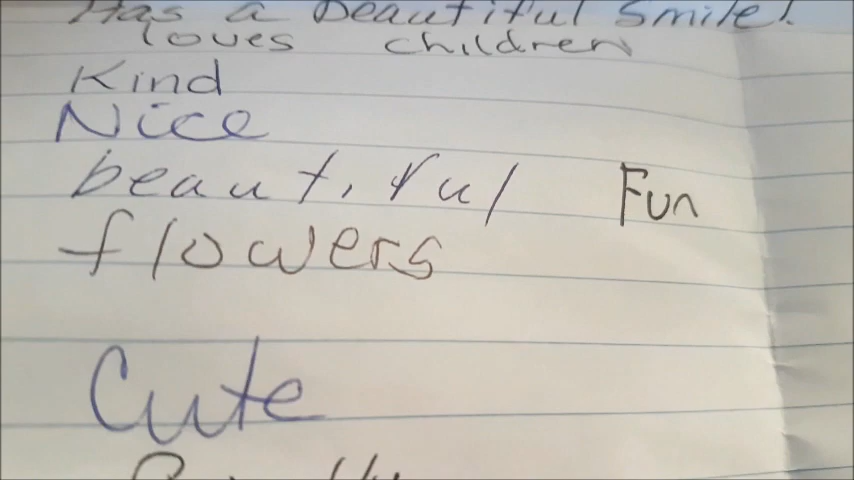 Has a beautiful smile!
loves children
Kind
Nice
beautiful Fun
flowers
Cute